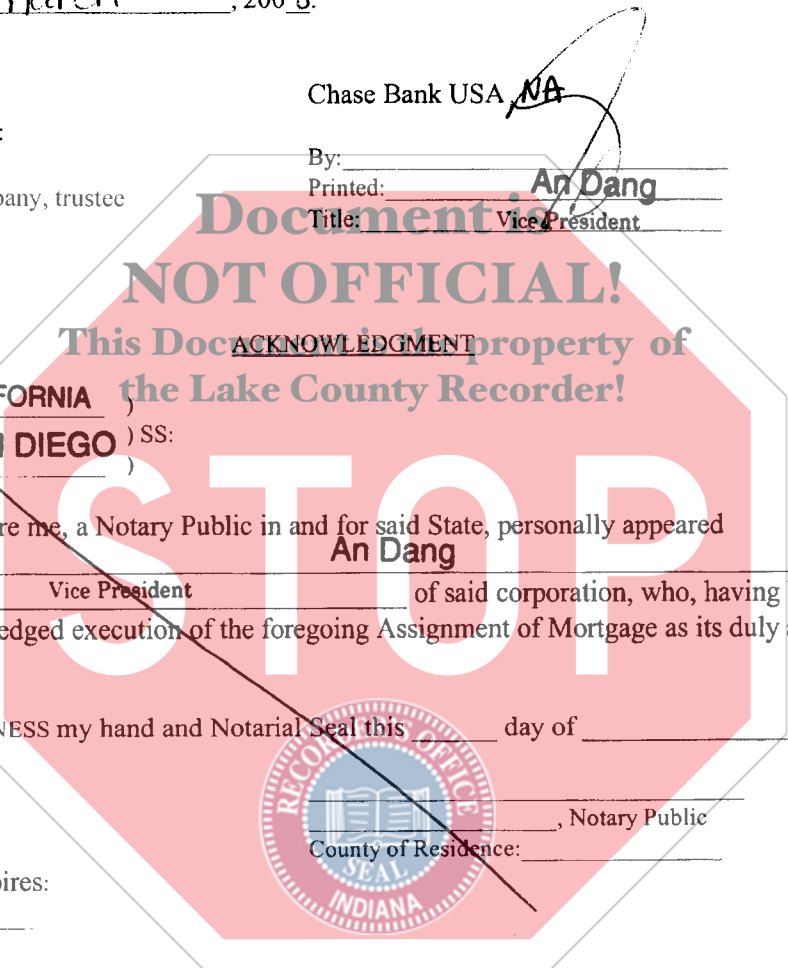 March, 200 8.
Chase Bank USA, NA
:
By:
pany, trustee
Printed: An Dang
Title: Vice President
Document is
NOT OFFICIAL!
This Document is the property of
the Lake County Recorder!
ACKNOWLEDGMENT
FORNIA )
DIEGO ) SS:
)
STOP
re me, a Notary Public in and for said State, personally appeared
An Dang
Vice President of said corporation, who, having
edged execution of the foregoing Assignment of Mortgage as its duly
NESS my hand and Notarial Seal this day of
, Notary Public
County of Residence:
RECORDER'S OFFICE
SEAL
INDIANA
pires: